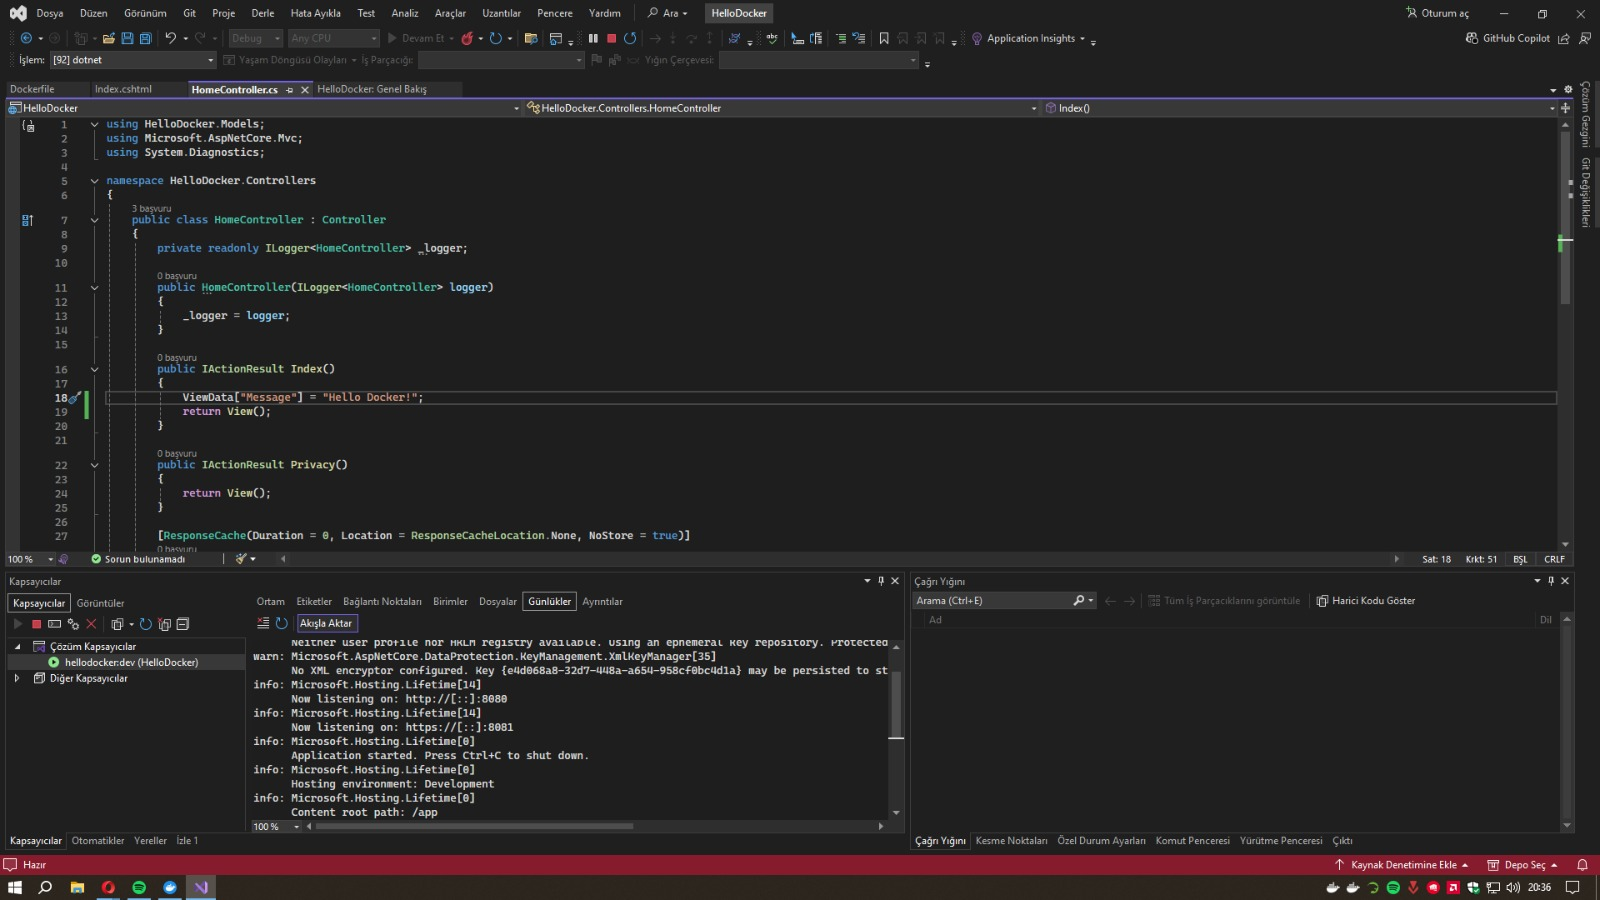 Dosya Düzen Görünüm Git Proje Derle Hata Ayıkla Test Analiz Araçlar Uzantılar Pencere Yardım Ara HelloDocker Oturum aç
Debug Any CPU Devam Et Application Insights GitHub Copilot
İşlem: [92] dotnet Yaşam Döngüsü Olayları İş Parçacığı: Yığın Çerçevesi:
Dockerfile Index.cshtml HomeController.cs HelloDocker: Genel Bakış
HelloDocker HelloDocker.Controllers.HomeController Index()
1 using HelloDocker.Models;
2 using Microsoft.AspNetCore.Mvc;
3 using System.Diagnostics;
4
5 namespace HelloDocker.Controllers
6 {
3 başvuru
7 public class HomeController : Controller
8 {
9 private readonly ILogger<HomeController> _logger;
10
0 başvuru
11 public HomeController(ILogger<HomeController> logger)
12 {
13 _logger = logger;
14 }
15
0 başvuru
16 public IActionResult Index()
17 {
18 ViewData["Message"] = "Hello Docker!";
19 return View();
20 }
21
0 başvuru
22 public IActionResult Privacy()
23 {
24 return View();
25 }
26
27 [ResponseCache(Duration = 0, Location = ResponseCacheLocation.None, NoStore = true)]
0 başvuru
100 % Sorun bulunamadı Sat: 18 Krkt: 51 BŞL CRLF
Kapsayıcılar
Kapsayıcılar Görüntüler
Çözüm Kapsayıcılar
hellodocker:dev (HelloDocker)
Diğer Kapsayıcılar
Ortam Etiketler Bağlantı Noktaları Birimler Dosyalar Günlükler Ayrıntılar
Akışla Aktar
Neither user profile nor HKLM registry available. Using an ephemeral key repository. Protected
warn: Microsoft.AspNetCore.DataProtection.KeyManagement.XmlKeyManager[35]
No XML encryptor configured. Key {e4d068a8-32d7-448a-a654-958cf0bc4d1a} may be persisted to st
info: Microsoft.Hosting.Lifetime[14]
Now listening on: http://[::]:8080
info: Microsoft.Hosting.Lifetime[14]
Now listening on: https://[::]:8081
info: Microsoft.Hosting.Lifetime[0]
Application started. Press Ctrl+C to shut down.
info: Microsoft.Hosting.Lifetime[0]
Hosting environment: Development
info: Microsoft.Hosting.Lifetime[0]
Content root path: /app
100 %
Kapsayıcılar Otomatikler Yereller İzle 1
Çağrı Yığını
Arama (Ctrl+E) Tüm İş Parçacıklarını görüntüle Harici Kodu Göster
Ad Dil
Çağrı Yığını Kesme Noktaları Özel Durum Ayarları Komut Penceresi Yürütme Penceresi Çıktı
Çözüm Gezgini
Git Değişiklikleri
Hazır Kaynak Denetimine Ekle Depo Seç
20:36